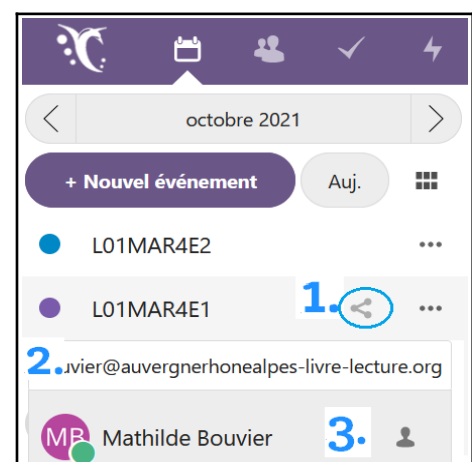 octobre 2021
+ Nouvel événement Auj.
L01MAR4E2
L01MAR4E1 1.
2. uvier@auvergnerhonealpes-livre-lecture.org
MB Mathilde Bouvier 3.